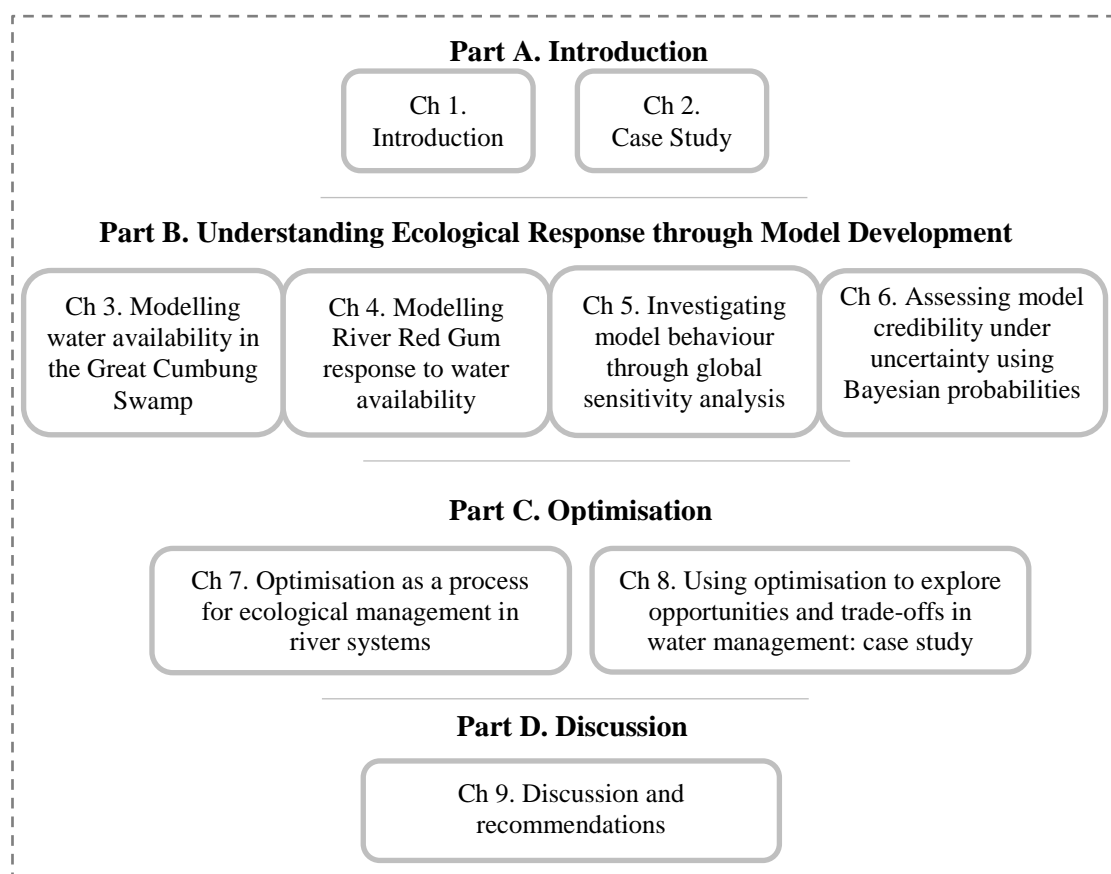 Part A. Introduction
Ch 1.
Introduction
Ch 2.
Case Study
Part B. Understanding Ecological Response through Model Development
Ch 3. Modelling
water availability in
the Great Cumbung
Swamp
Ch 4. Modelling
River Red Gum
response to water
availability
Ch 5. Investigating
model behaviour
through global
sensitivity analysis
Ch 6. Assessing model
credibility under
uncertainty using
Bayesian probabilities
Part C. Optimisation
Ch 7. Optimisation as a process
for ecological management in
river systems
Ch 8. Using optimisation to explore
opportunities and trade-offs in
water management: case study
Part D. Discussion
Ch 9. Discussion and
recommendations